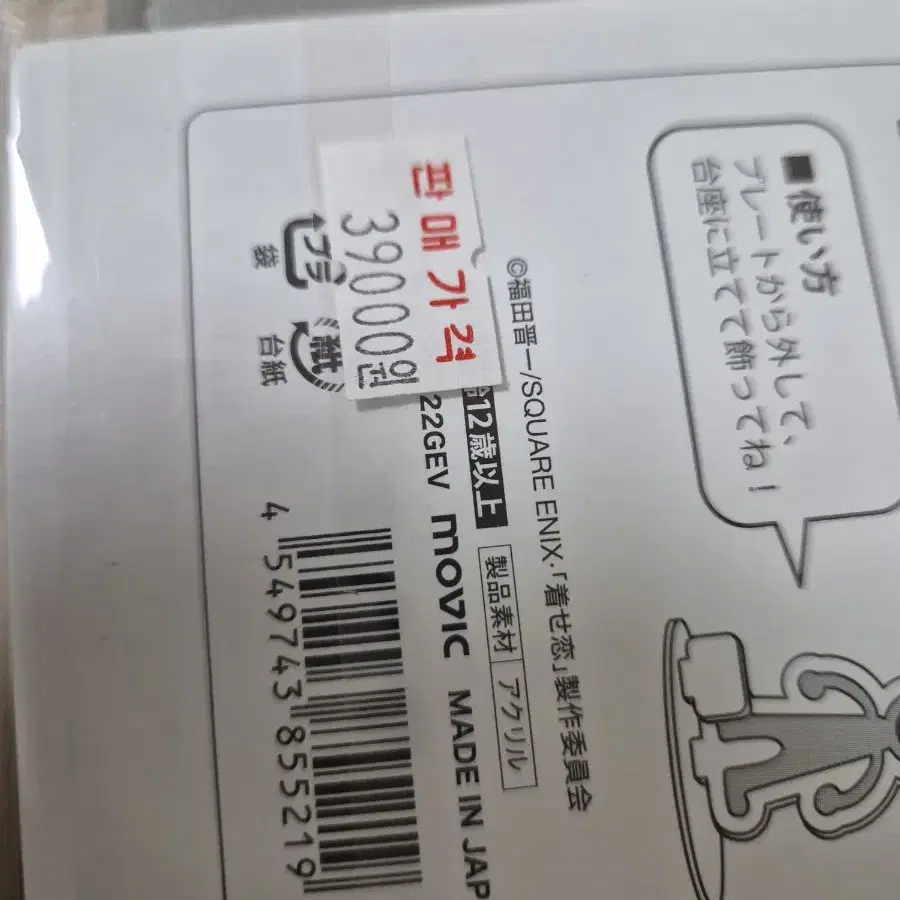 ■使い方
プレートから外して、
台座に立てて飾ってね!
©福田晋一/SQUARE ENIX・「着せ恋」製作委員会
판매가격
39000원
12歳以上
製品素材 アクリル
22GEV movic MADE IN JAP
プラ
袋
紙
台紙
4 549743 855219